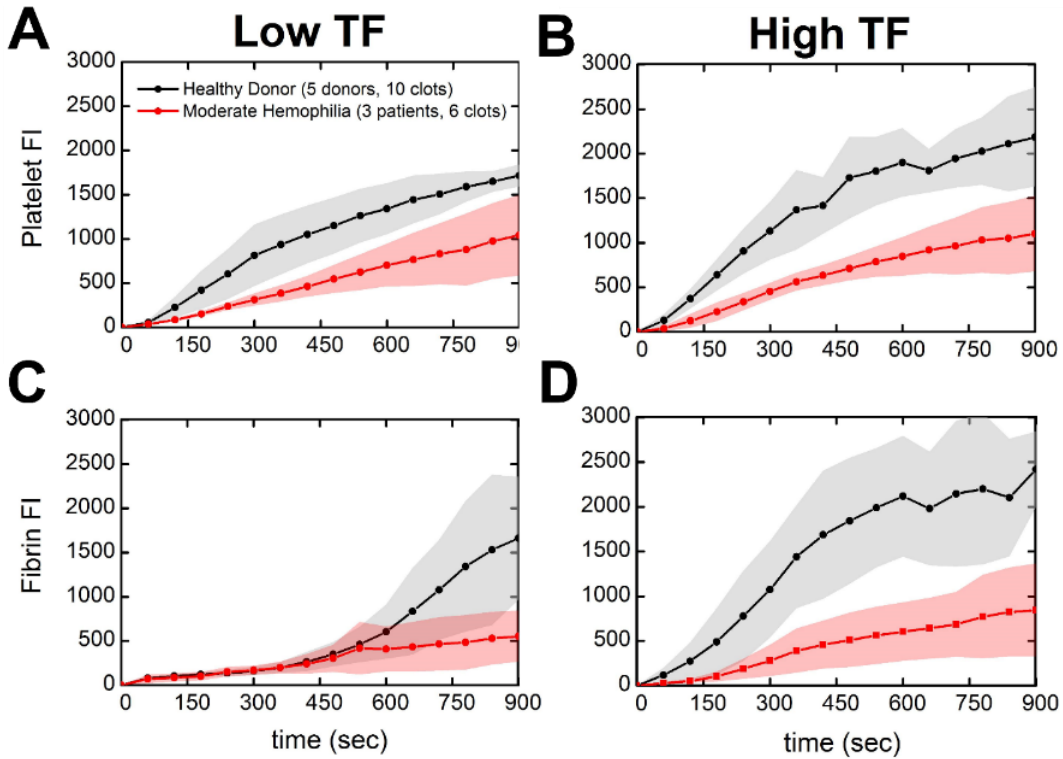 A
Low TF
B
High TF
3000
2500
2000
1500
1000
500
0
Platelet FI
Healthy Donor (5 donors, 10 clots)
Moderate Hemophilia (3 patients, 6 clots)
0 150 300 450 600 750 90
3000
2500
2000
1500
1000
500
0
0 150 300 450 600 750 900
C
D
3000
2500
2000
1500
1000
500
0
Fibrin FI
0 150 300 450 600 750 900
time (sec)
3000
2500
2000
1500
1000
500
0
0 150 300 450 600 750 900
time (sec)